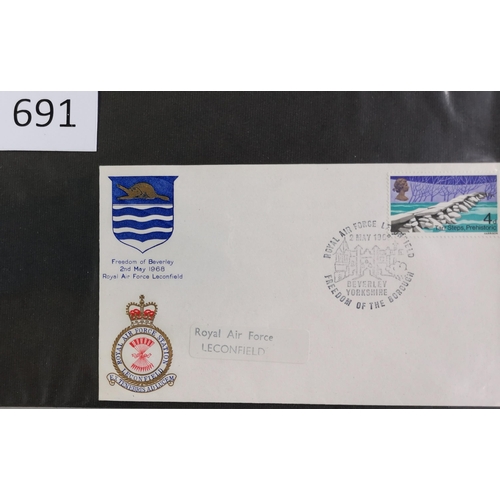 691
4D
Tarr Steps, Prehistoric
ROYAL AIR FORCE LECONFIELD
2 MAY 1968
BEVERLEY
YORKSHIRE
FREEDOM OF THE BOROUGH
Freedom of Beverley
2nd May 1968
Royal Air Force Leconfield
ROYAL AIR FORCE STATION
LECONFIELD
Royal Air Force
LECONFIELD